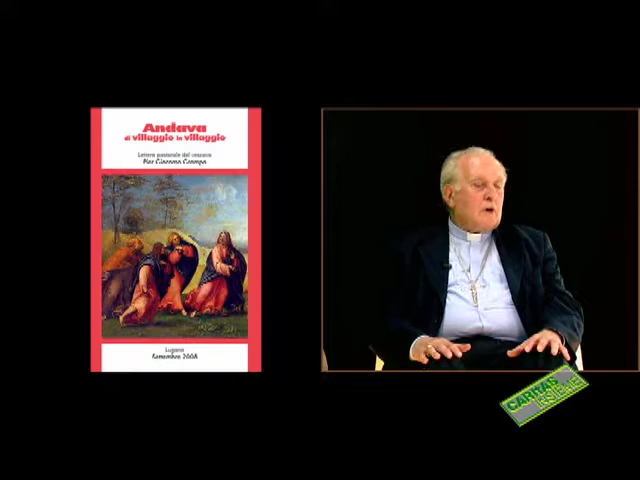 Andava
di villaggio in villaggio
Lettera pastorale del vescovo
Pier Giacomo Grampa
Lugano
Settembre 2008
CARITAS
INSIEME